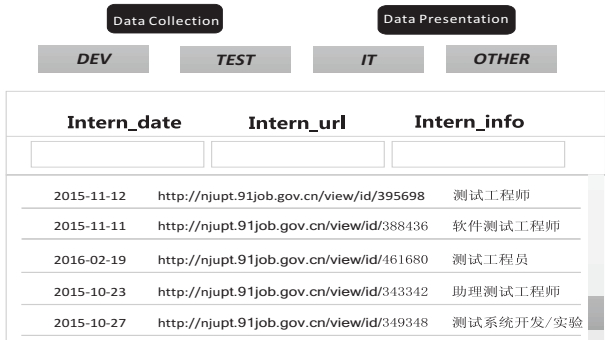 Data Collection Data Presentation
DEV TEST IT OTHER
Intern_date Intern_url Intern_info
2015-11-12 http://njupt.91job.gov.cn/view/id/395698 测试工程师
2015-11-11 http://njupt.91job.gov.cn/view/id/388436 软件测试工程师
2016-02-19 http://njupt.91job.gov.cn/view/id/461680 测试工程员
2015-10-23 http://njupt.91job.gov.cn/view/id/343342 助理测试工程师
2015-10-27 http://njupt.91job.gov.cn/view/id/349348 测试系统开发/实验